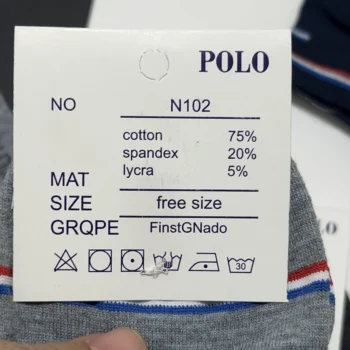 POLO
NO N102
cotton 75%
spandex 20%
lycra 5%
MAT
SIZE free size
GRQPE FinstGNado
30